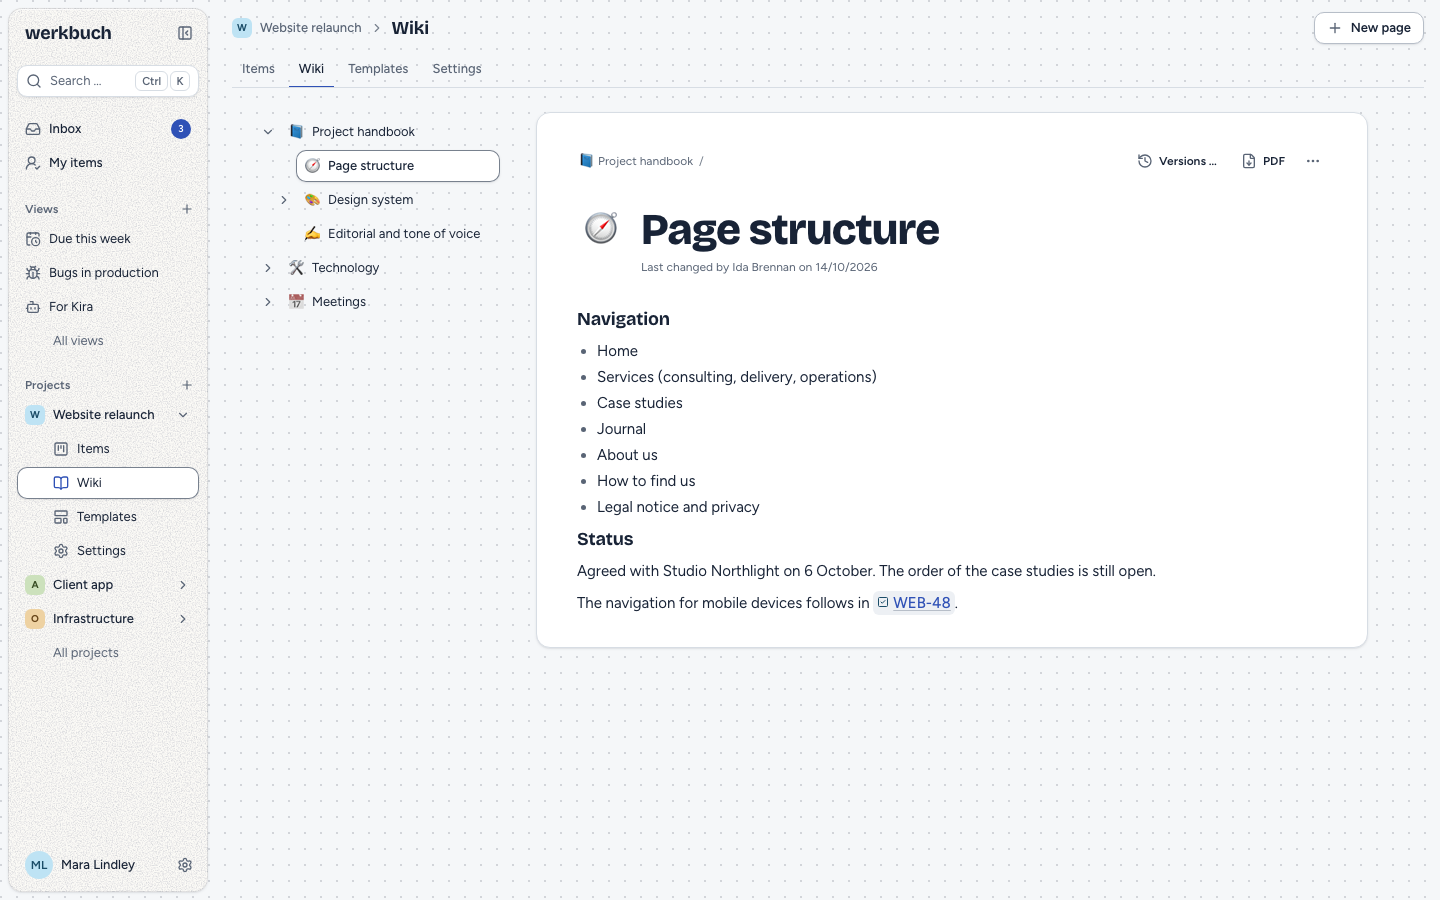 werkbuch
Search ... Ctrl K
Inbox 3
My items
Views
Due this week
Bugs in production
For Kira
All views
Projects
W Website relaunch
Items
Wiki
Templates
Settings
A Client app
O Infrastructure
All projects
ML Mara Lindley
W Website relaunch > Wiki
New page
Items Wiki Templates Settings
Project handbook
Page structure
Design system
Editorial and tone of voice
Technology
17 Meetings
Project handbook /
Versions ... PDF ...
Page structure
Last changed by Ida Brennan on 14/10/2026
Navigation
• Home
• Services (consulting, delivery, operations)
• Case studies
• Journal
• About us
• How to find us
• Legal notice and privacy
Status
Agreed with Studio Northlight on 6 October. The order of the case studies is still open.
The navigation for mobile devices follows in WEB-48.